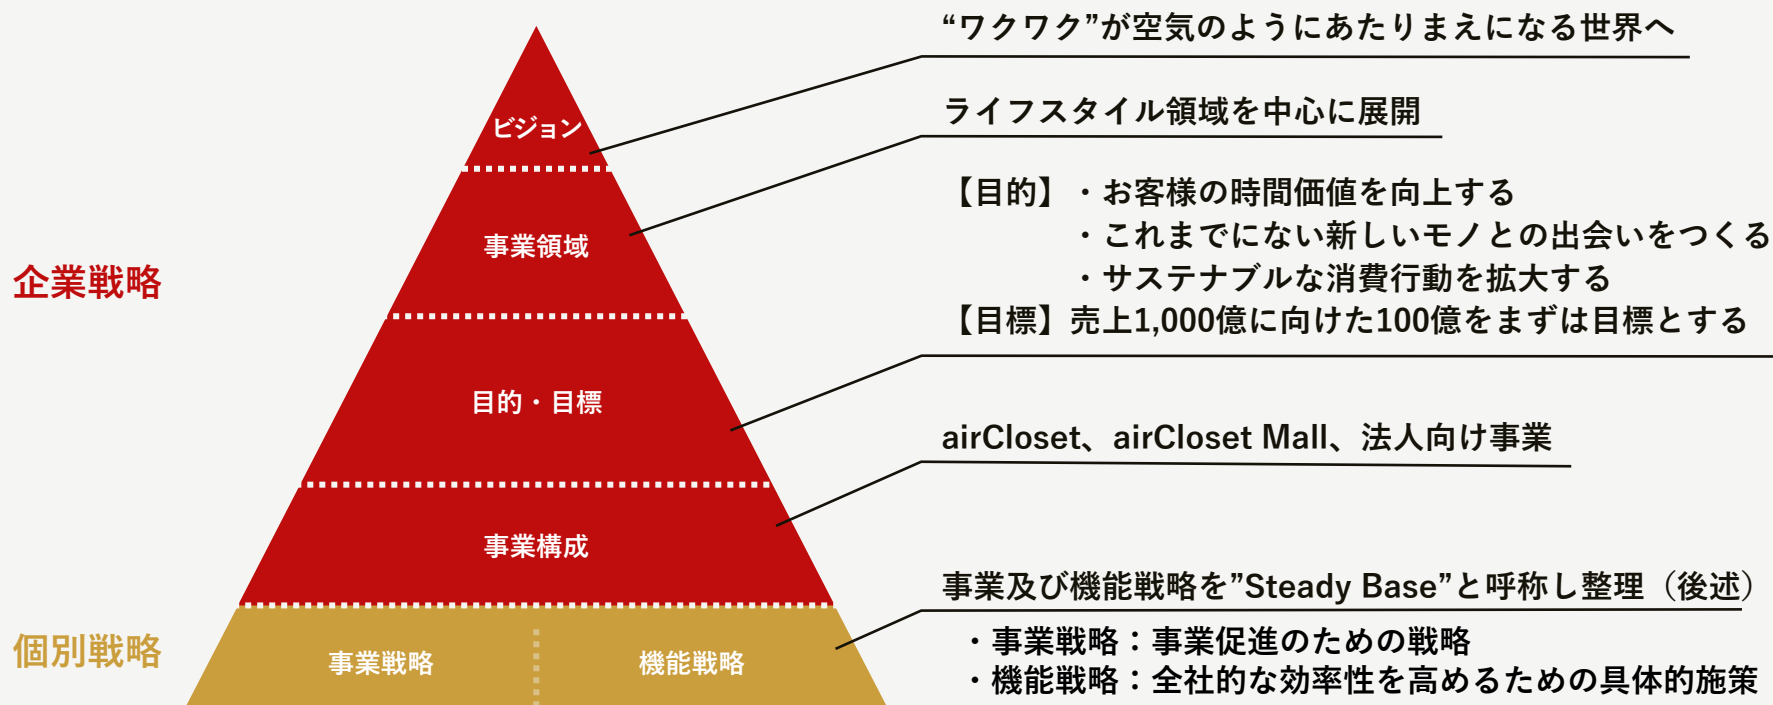 “ワクワク”が空気のようにあたりまえになる世界へ
ビジョン
ライフスタイル領域を中心に展開
事業領域
企業戦略
【目的】・お客様の時間価値を向上する
・これまでにない新しいモノとの出会いをつくる
・サステナブルな消費行動を拡大する
【目標】売上1,000億に向けた100億をまずは目標とする
目的・目標
airCloset、airCloset Mall、法人向け事業
事業構成
事業及び機能戦略を”Steady Base”と呼称し整理（後述）
・事業戦略：事業促進のための戦略
・機能戦略：全社的な効率性を高めるための具体的施策
個別戦略
事業戦略
機能戦略